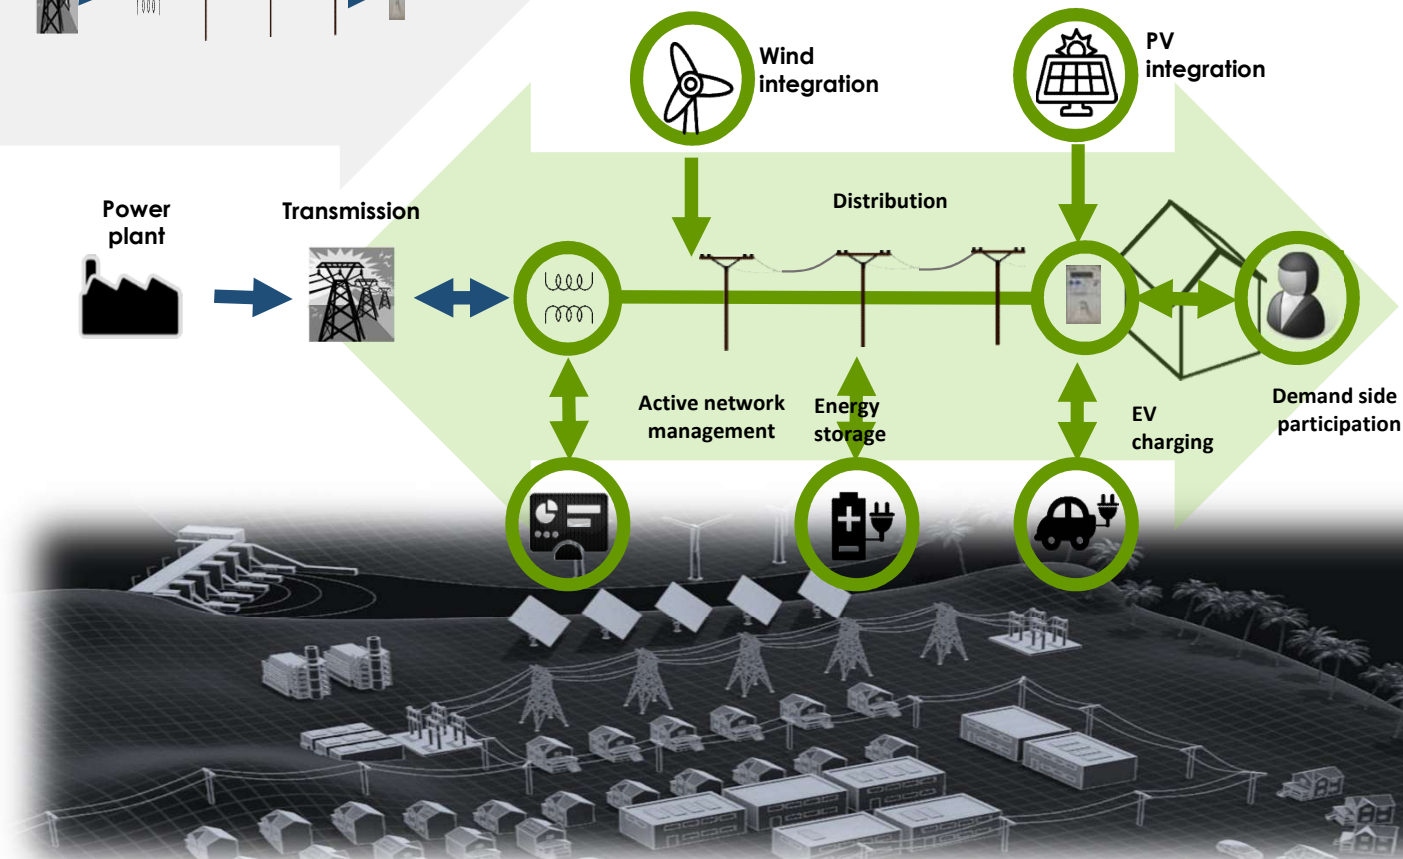 Wind
integration
PV
integration
Power
plant
Transmission
Distribution
Active network
management
Energy
storage
EV
charging
Demand side
participation